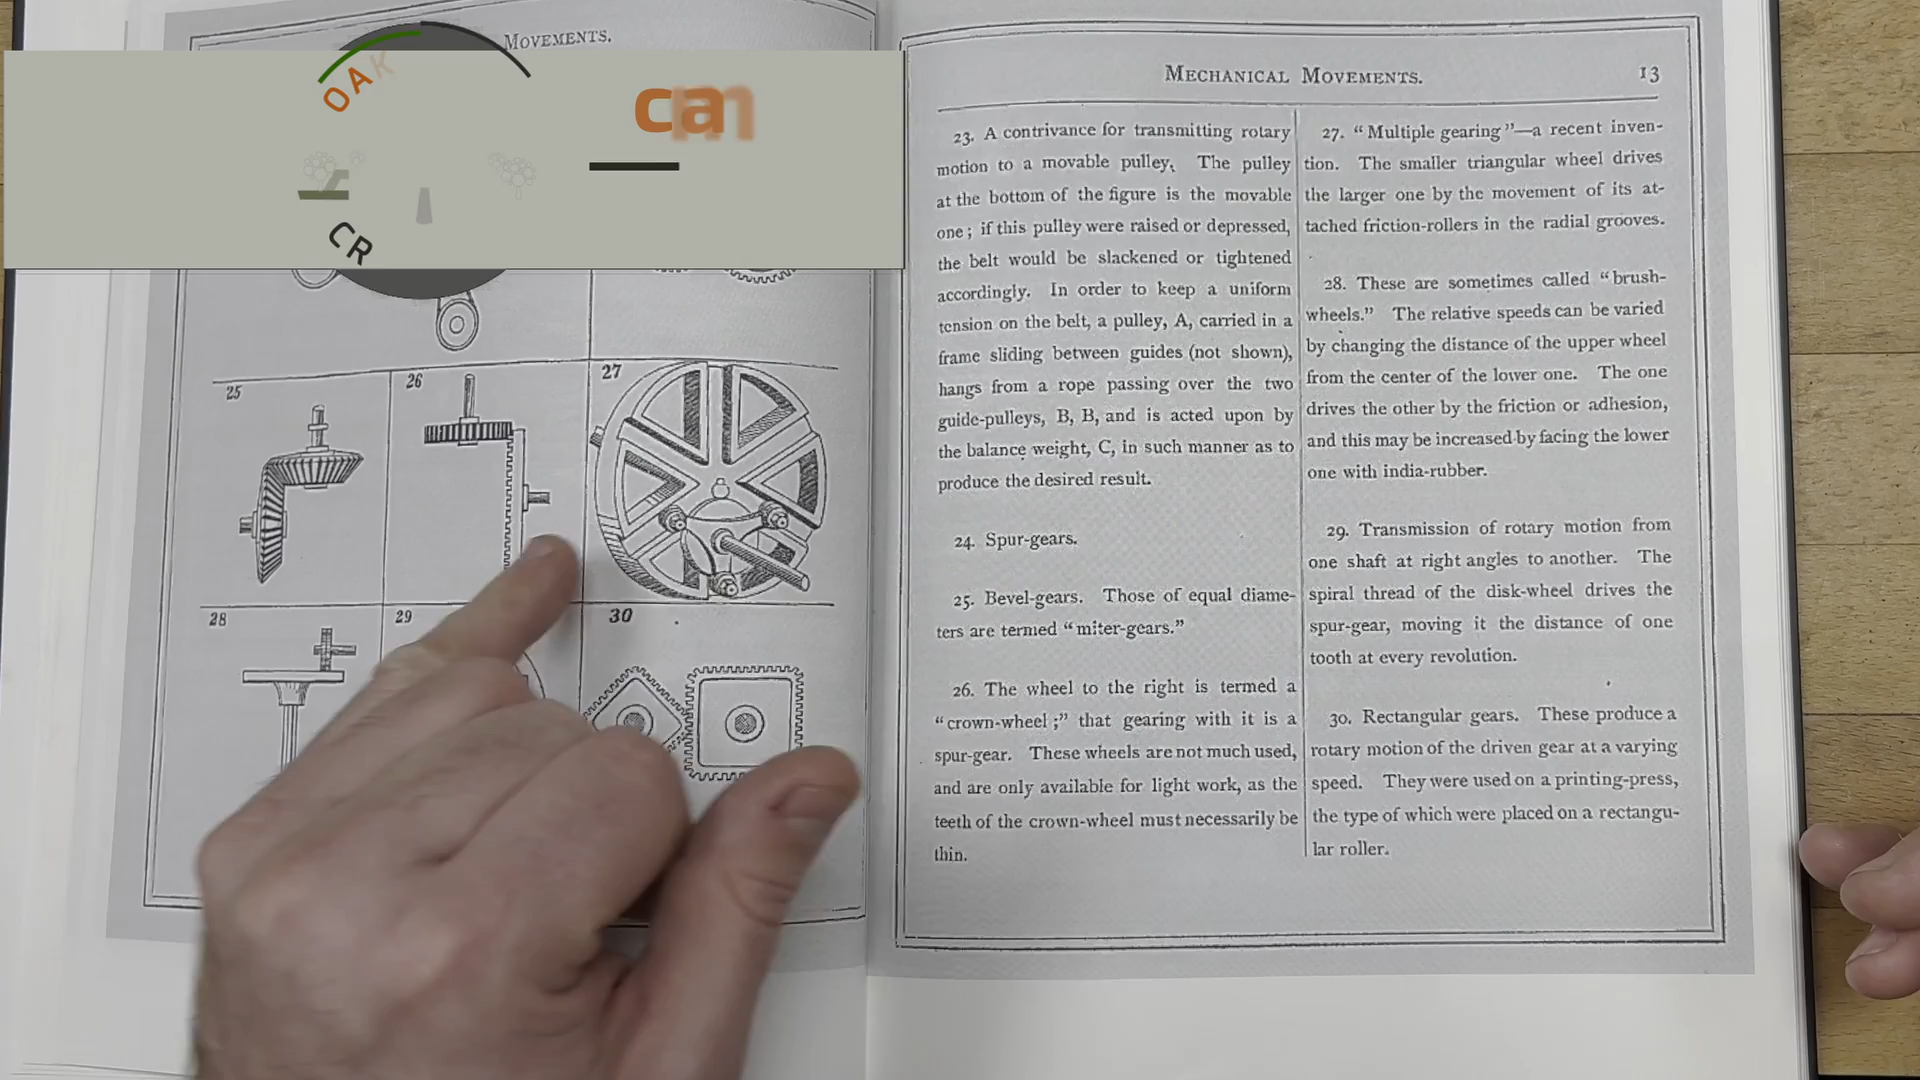 MOVEMENTS.
OAK
CR
25
26
27
28
29
30
MECHANICAL MOVEMENTS. 13
23. A contrivance for transmitting rotary
motion to a movable pulley. The pulley
at the bottom of the figure is the movable
one; if this pulley were raised or depressed,
the belt would be slackened or tightened
accordingly. In order to keep a uniform
tension on the belt, a pulley, A, carried in a
frame sliding between guides (not shown),
hangs from a rope passing over the two
guide-pulleys, B, B, and is acted upon by
the balance weight, C, in such manner as to
produce the desired result.
24. Spur-gears.
25. Bevel-gears. Those of equal diame-
ters are termed “miter-gears.”
26. The wheel to the right is termed a
“crown-wheel;” that gearing with it is a
spur-gear. These wheels are not much used,
and are only available for light work, as the
teeth of the crown-wheel must necessarily be
thin.
27. “Multiple gearing”—a recent inven-
tion. The smaller triangular wheel drives
the larger one by the movement of its at-
tached friction-rollers in the radial grooves.
28. These are sometimes called “brush-
wheels.” The relative speeds can be varied
by changing the distance of the upper wheel
from the center of the lower one. The one
drives the other by the friction or adhesion,
and this may be increased by facing the lower
one with india-rubber.
29. Transmission of rotary motion from
one shaft at right angles to another. The
spiral thread of the disk-wheel drives the
spur-gear, moving it the distance of one
tooth at every revolution.
30. Rectangular gears. These produce a
rotary motion of the driven gear at a varying
speed. They were used on a printing-press,
the type of which were placed on a rectangu-
lar roller.